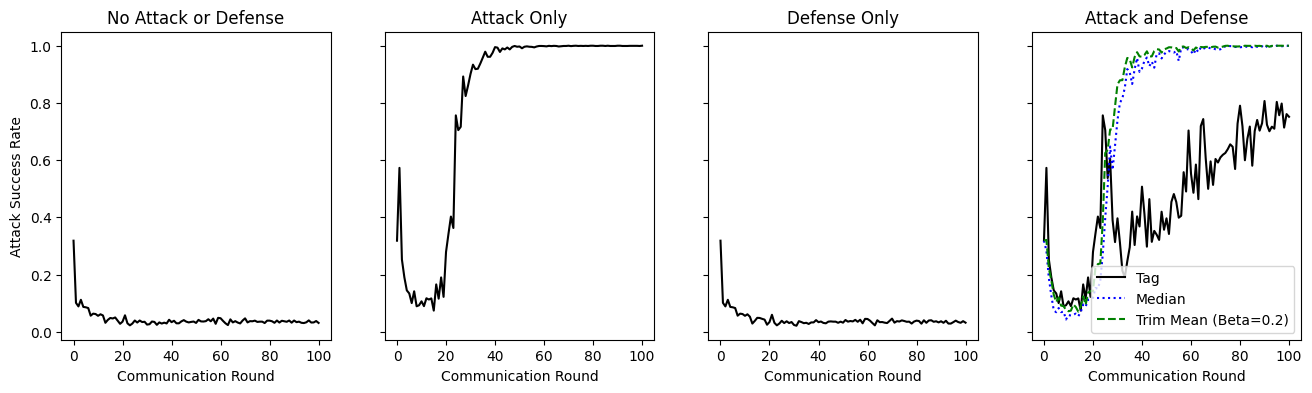 No Attack or Defense
Attack Only
Defense Only
Attack and Defense
Attack Success Rate
1.0
0.8
0.6
0.4
0.2
0.0
0 20 40 60 80 100
0 20 40 60 80 100
0 20 40 60 80 100
0 20 40 60 80 100
Communication Round
Communication Round
Communication Round
Communication Round
Tag
Median
Trim Mean (Beta=0.2)